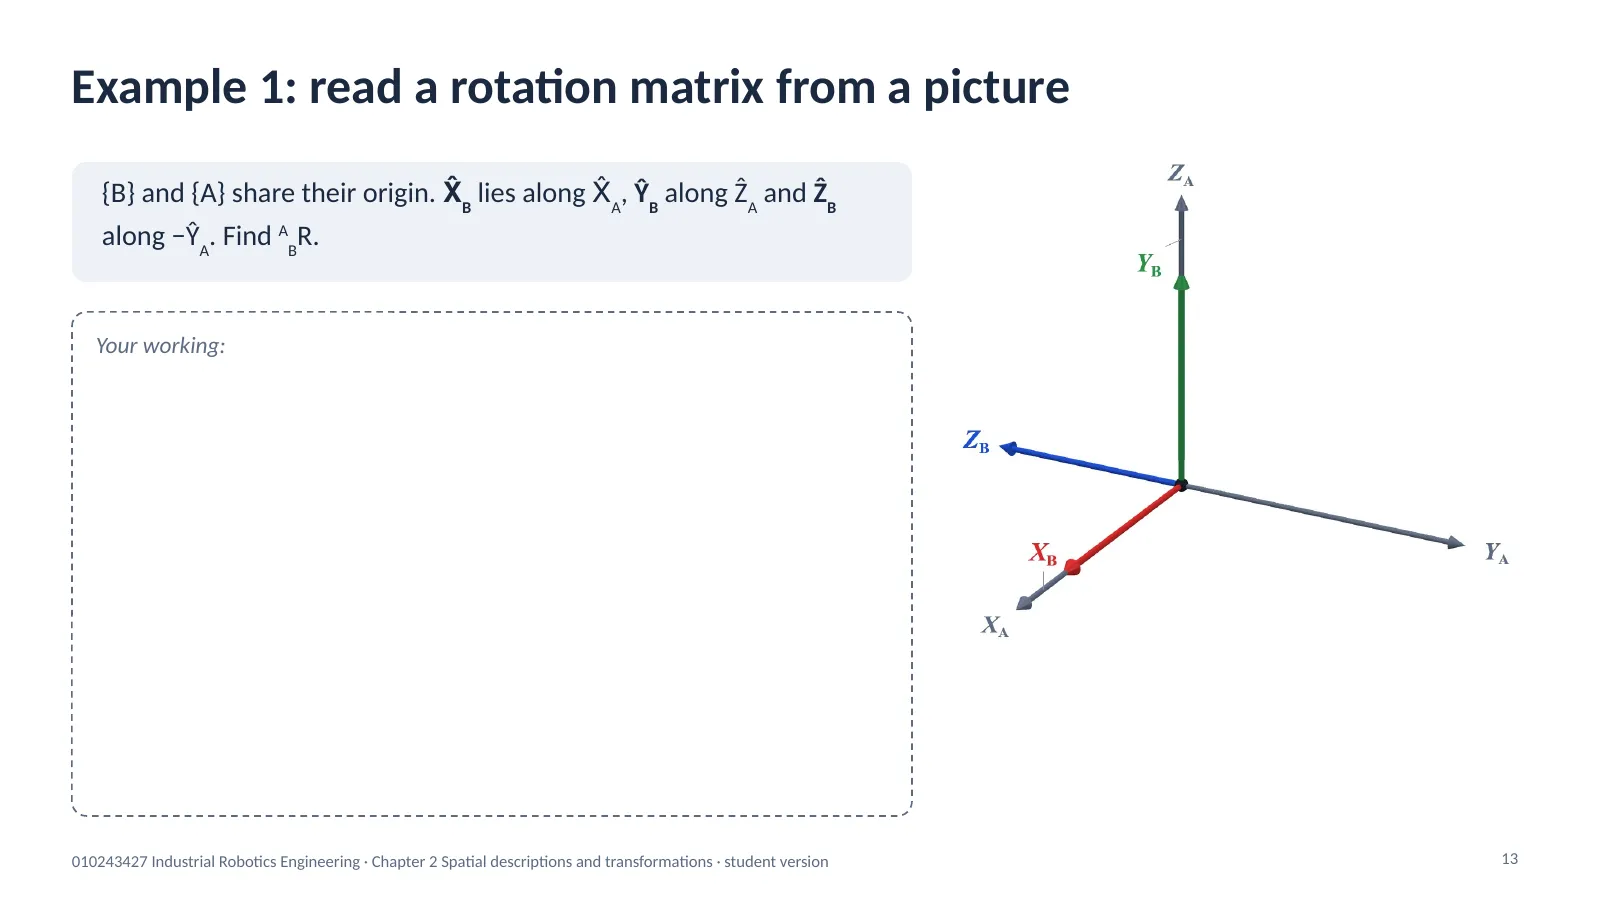 Example 1: read a rotation matrix from a picture
{B} and {A} share their origin. X̂B lies along X̂A, ŶB along ẐA and ẐB
along −ŶA. Find ABR.
Your working:
ZA
YB
ZB
XB
YA
XA
010243427 Industrial Robotics Engineering · Chapter 2 Spatial descriptions and transformations · student version
13